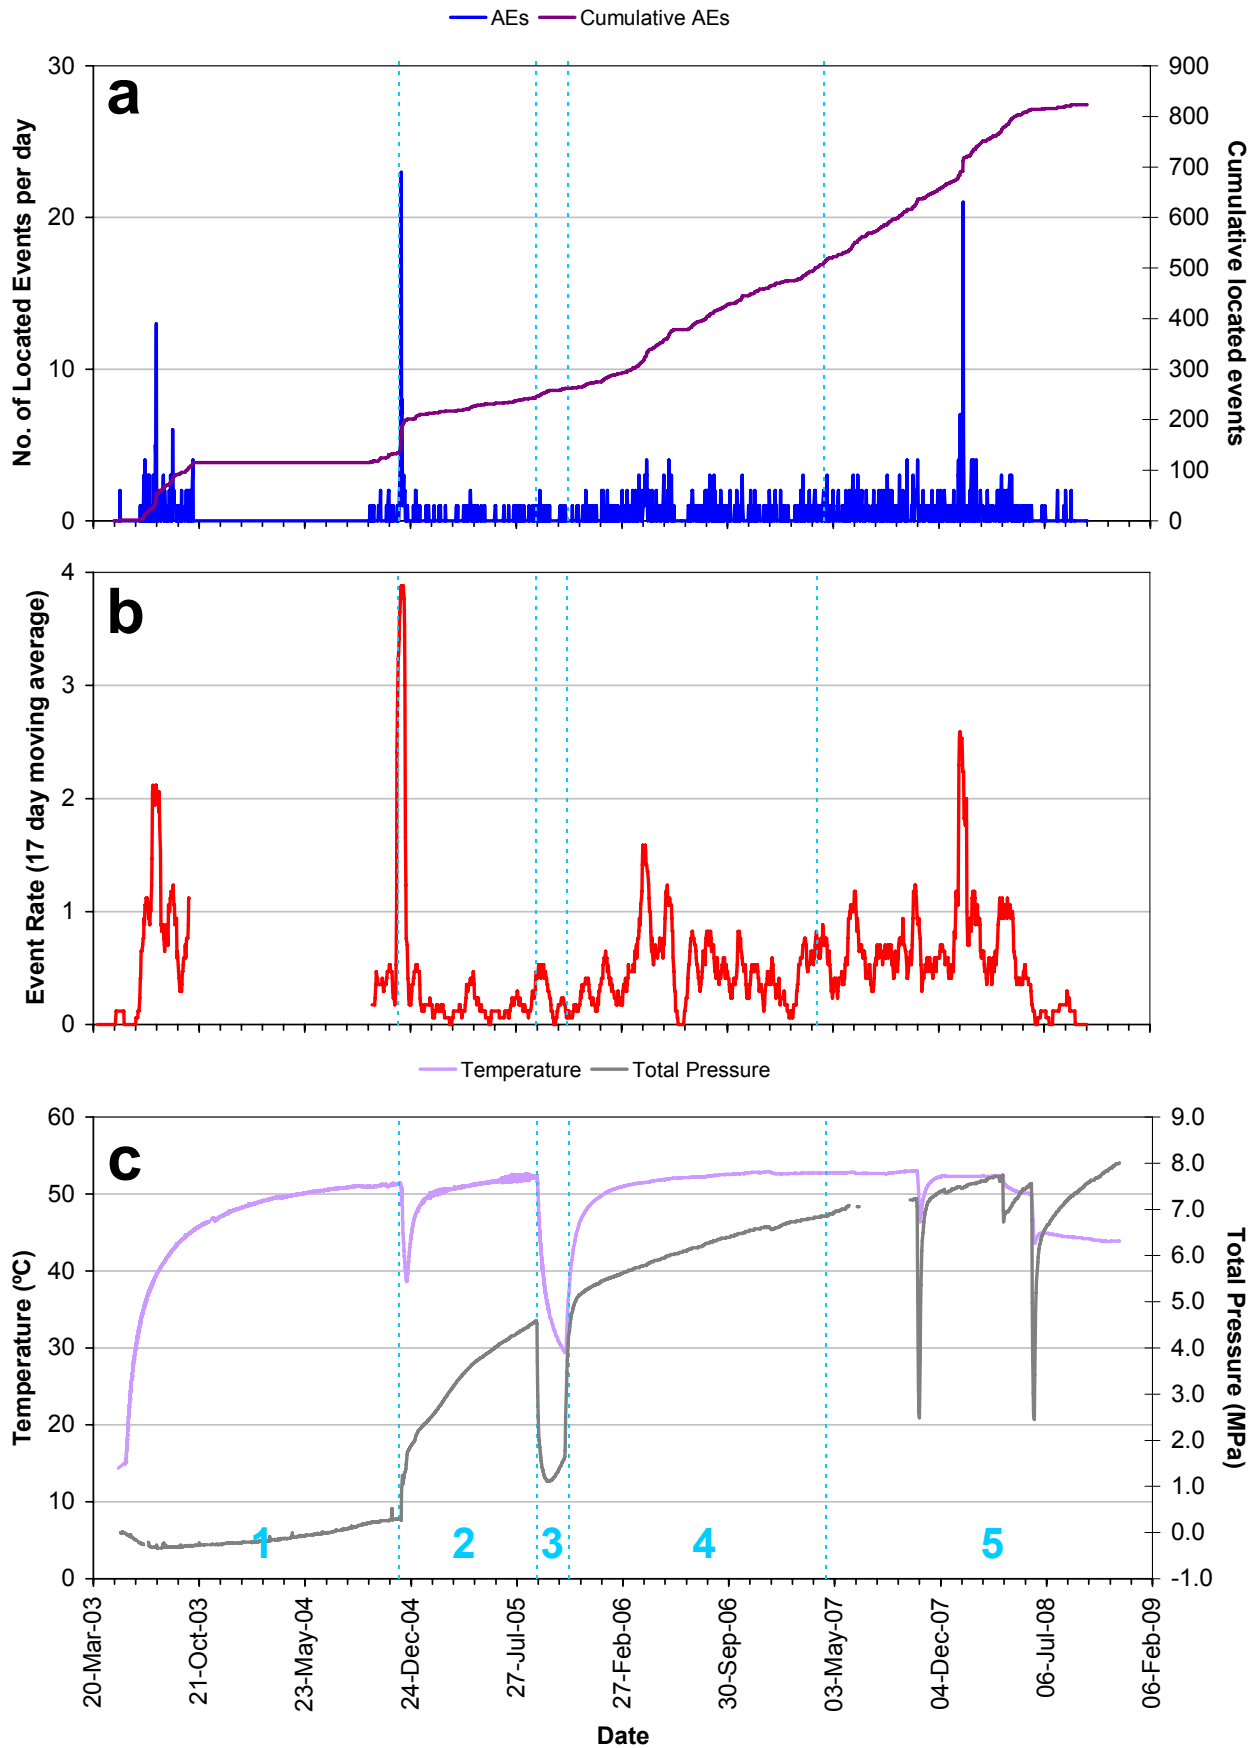 AEs Cumulative AEs
a
No. of Located Events per day
30
20
10
0
900
800
700
600
500
400
300
200
100
0
Cumulative located events
b
Event Rate (17 day moving average)
4
3
2
1
0
Temperature Total Pressure
c
Temperature (ºC)
60
50
40
30
20
10
0
9.0
8.0
7.0
6.0
5.0
4.0
3.0
2.0
1.0
0.0
-1.0
Total Pressure (MPa)
1 2 3 4 5
20-Mar-03
21-Oct-03
23-May-04
24-Dec-04
27-Jul-05
27-Feb-06
30-Sep-06
03-May-07
04-Dec-07
06-Jul-08
06-Feb-09
Date